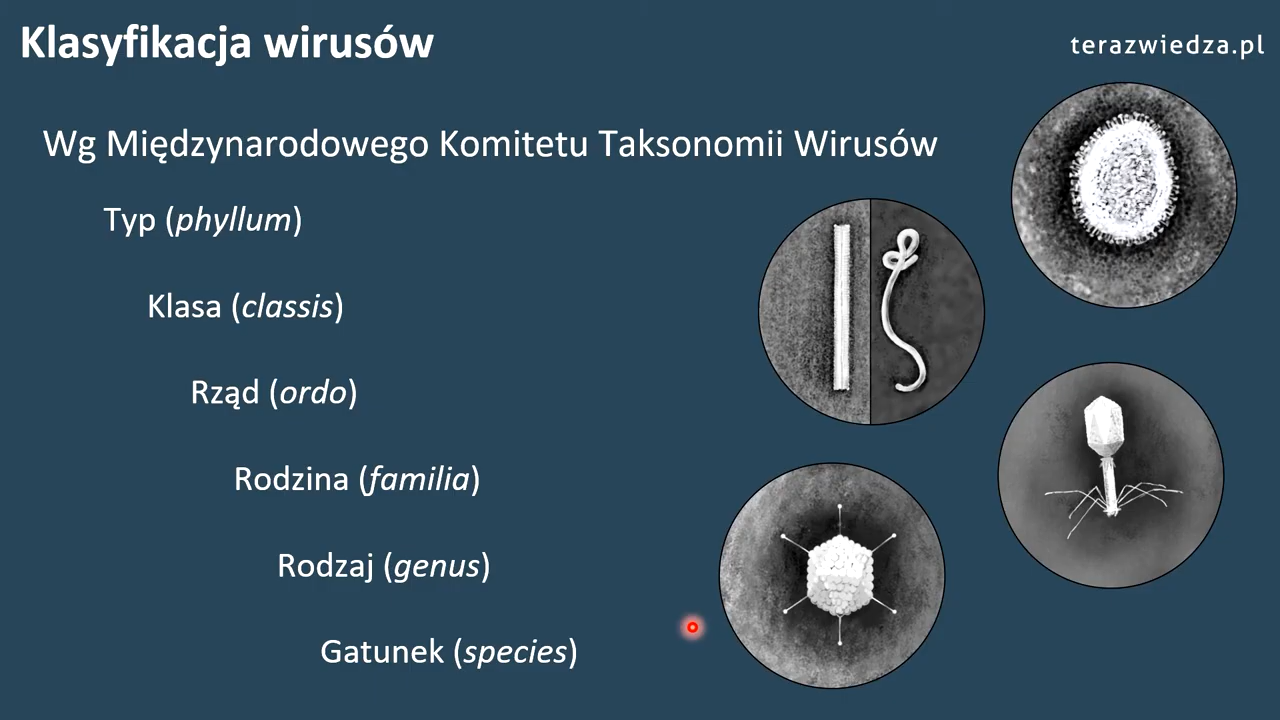 Klasyfikacja wirusów
terazwiedza.pl
Wg Międzynarodowego Komitetu Taksonomii Wirusów
Typ (phyllum)
Klasa (classis)
Rząd (ordo)
Rodzina (familia)
Rodzaj (genus)
Gatunek (species)